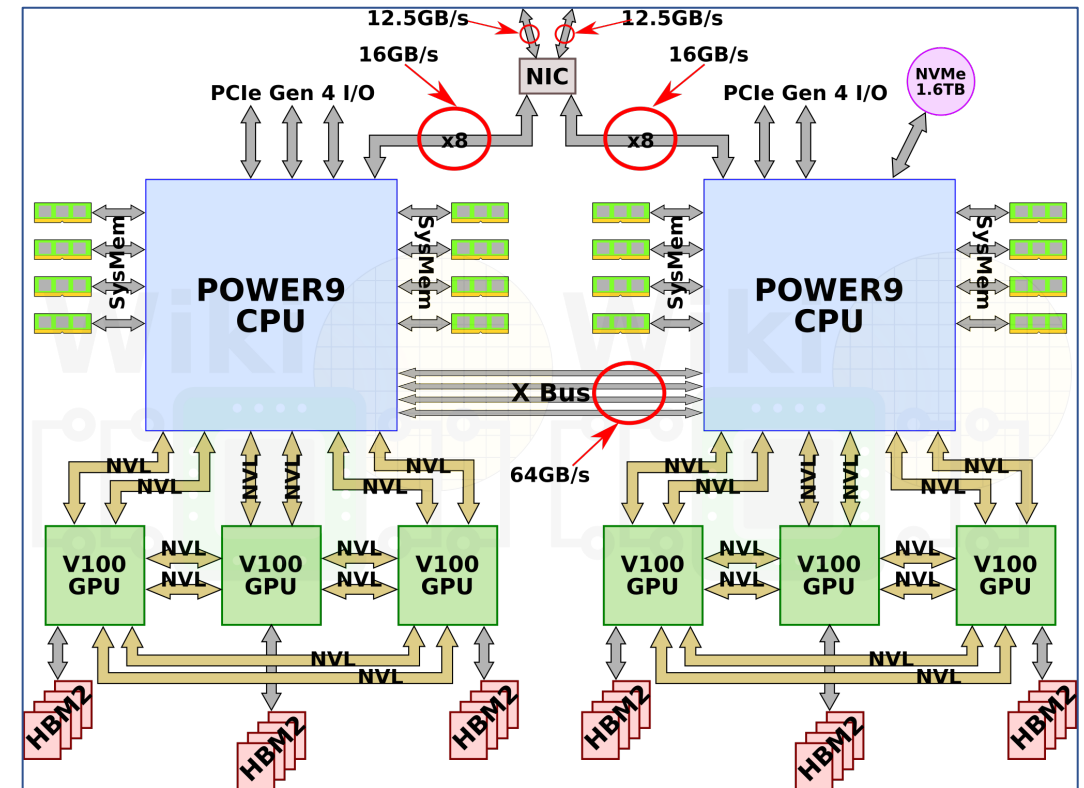 12.5GB/s
12.5GB/s
16GB/s
16GB/s
NIC
NVMe
1.6TB
PCIe Gen 4 I/O
PCIe Gen 4 I/O
x8
x8
SysMem
SysMem
SysMem
SysMem
POWER9
CPU
POWER9
CPU
Wiki
Wiki
X Bus
64GB/s
NVL
NVL
NVL
NVL
NVL
NVL
NVL
NVL
NVL
NVL
NVL
NVL
V100
GPU
V100
GPU
V100
GPU
V100
GPU
V100
GPU
V100
GPU
NVL
NVL
NVL
NVL
NVL
NVL
NVL
NVL
NVL
NVL
NVL
NVL
HBM2
HBM2
HBM2
HBM2
HBM2
HBM2